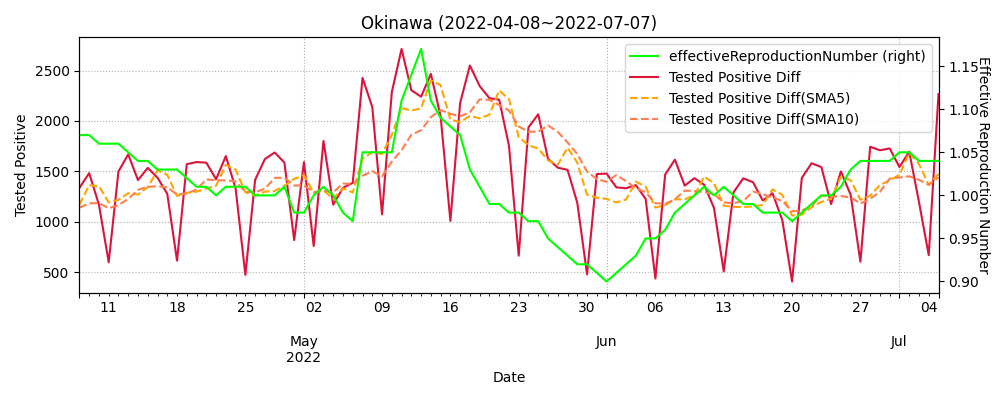 Okinawa (2022-04-08~2022-07-07)
effectiveReproductionNumber (right)
Tested Positive Diff
Tested Positive Diff(SMA5)
Tested Positive Diff(SMA10)
Tested Positive
2500
2000
1500
1000
500
Effective Reproduction Number
1.15
1.10
1.05
1.00
0.95
0.90
11 18 25 02 09 16 23 30 06 13 20 27 04
May Jun Jul
2022
Date